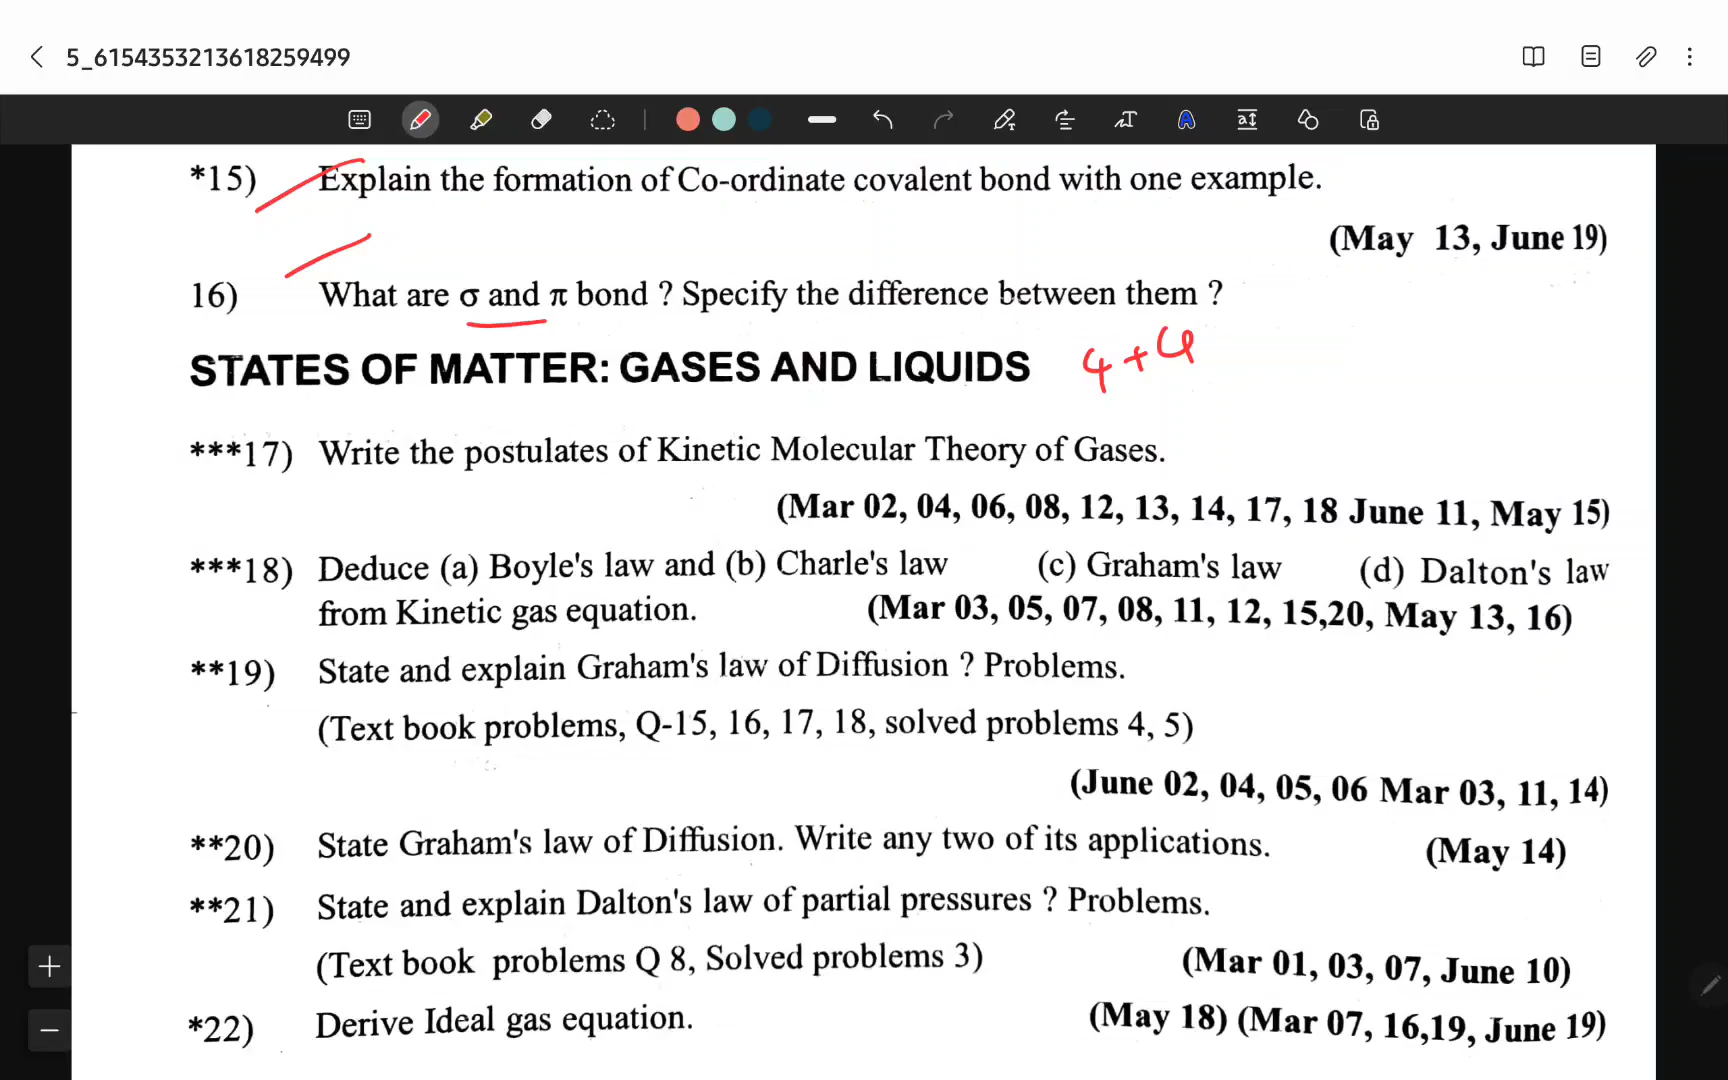 5_6154353213618259499
*15) Explain the formation of Co-ordinate covalent bond with one example.
(May 13, June 19)
16) What are σ and π bond ? Specify the difference between them ?
STATES OF MATTER: GASES AND LIQUIDS 4+4
***17) Write the postulates of Kinetic Molecular Theory of Gases.
(Mar 02, 04, 06, 08, 12, 13, 14, 17, 18 June 11, May 15)
***18) Deduce (a) Boyle's law and (b) Charle's law (c) Graham's law (d) Dalton's law
from Kinetic gas equation. (Mar 03, 05, 07, 08, 11, 12, 15,20, May 13, 16)
**19) State and explain Graham's law of Diffusion ? Problems.
(Text book problems, Q-15, 16, 17, 18, solved problems 4, 5)
(June 02, 04, 05, 06 Mar 03, 11, 14)
**20) State Graham's law of Diffusion. Write any two of its applications. (May 14)
**21) State and explain Dalton's law of partial pressures ? Problems.
(Text book problems Q 8, Solved problems 3) (Mar 01, 03, 07, June 10)
*22) Derive Ideal gas equation. (May 18) (Mar 07, 16,19, June 19)